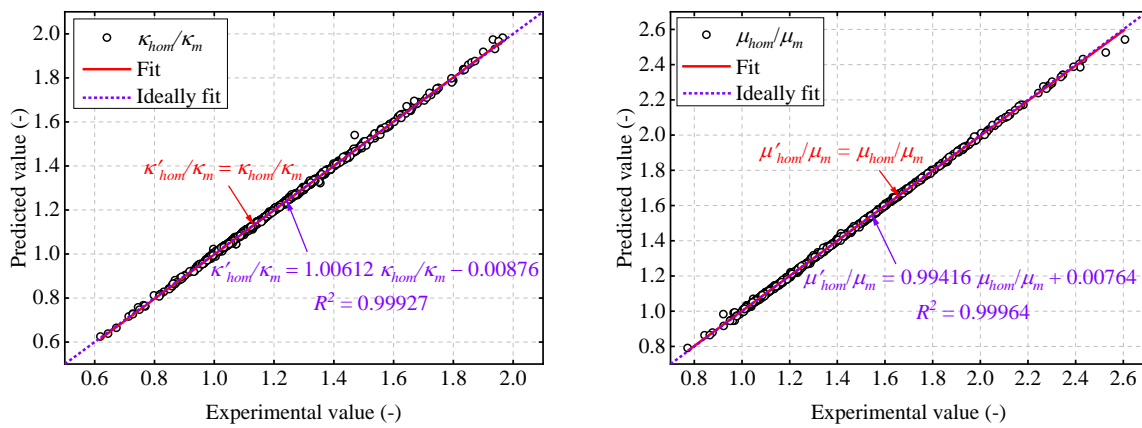 2.0
1.8
1.6
1.4
1.2
1.0
0.8
0.6
Predicted value (-)
κhom/κm
Fit
Ideally fit
κ′hom/κm = κhom/κm
κ′hom/κm = 1.00612 κhom/κm − 0.00876
R² = 0.99927
0.6 0.8 1.0 1.2 1.4 1.6 1.8 2.0
Experimental value (-)
2.6
2.4
2.2
2.0
1.8
1.6
1.4
1.2
1.0
0.8
Predicted value (-)
μhom/μm
Fit
Ideally fit
μ′hom/μm = μhom/μm
μ′hom/μm = 0.99416 μhom/μm + 0.00764
R² = 0.99964
0.8 1.0 1.2 1.4 1.6 1.8 2.0 2.2 2.4 2.6
Experimental value (-)